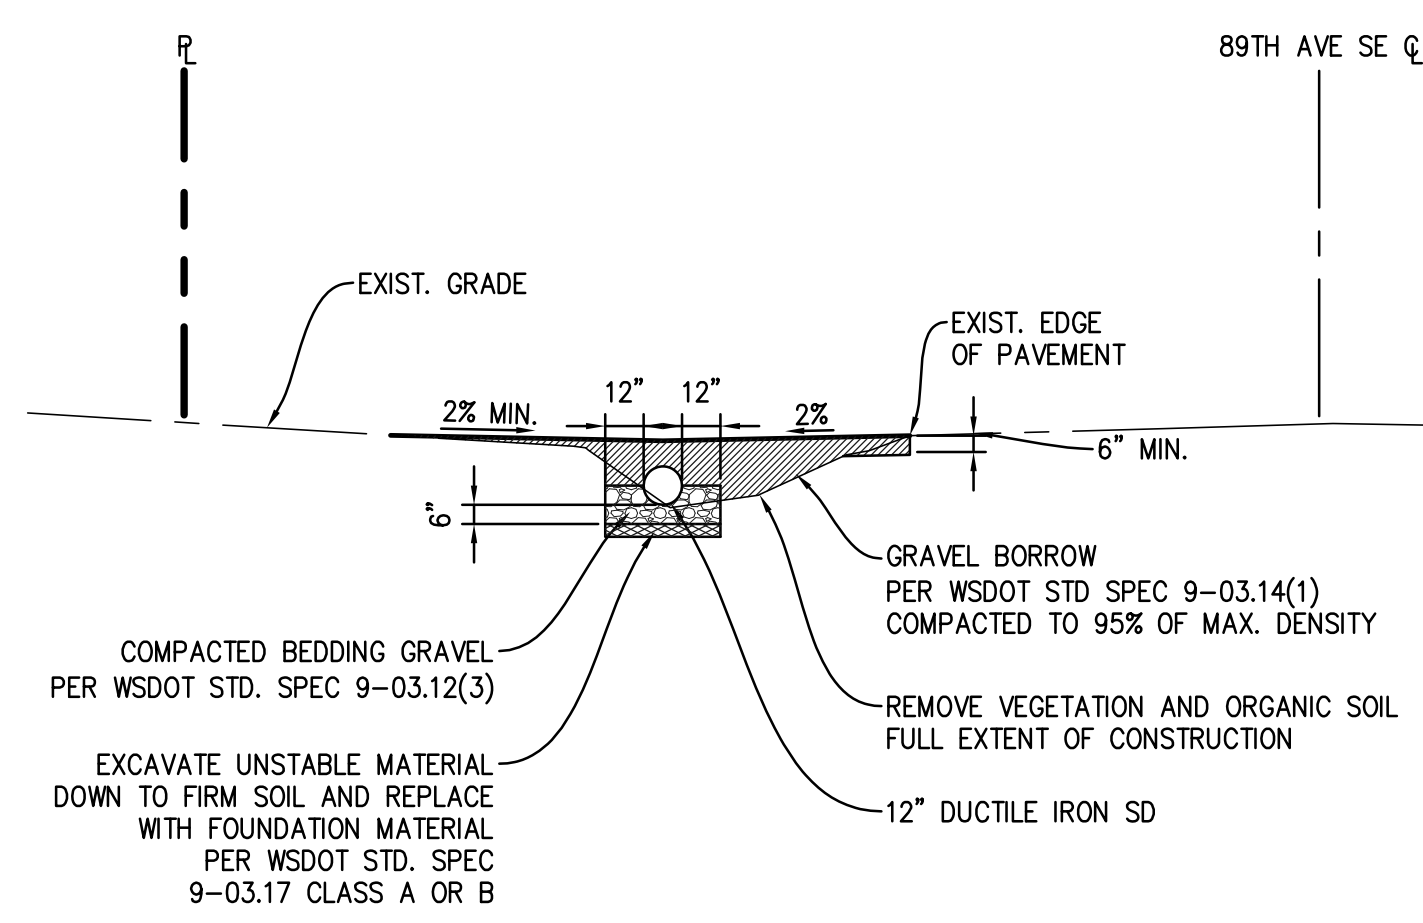 PL
89TH AVE SE CL
EXIST. GRADE
EXIST. EDGE
OF PAVEMENT
12” 12”
2% MIN.
2%
6” MIN.
6”
GRAVEL BORROW
PER WSDOT STD SPEC 9-03.14(1)
COMPACTED TO 95% OF MAX. DENSITY
COMPACTED BEDDING GRAVEL
PER WSDOT STD. SPEC 9-03.12(3)
REMOVE VEGETATION AND ORGANIC SOIL
FULL EXTENT OF CONSTRUCTION
EXCAVATE UNSTABLE MATERIAL
DOWN TO FIRM SOIL AND REPLACE
WITH FOUNDATION MATERIAL
PER WSDOT STD. SPEC
9-03.17 CLASS A OR B
12” DUCTILE IRON SD